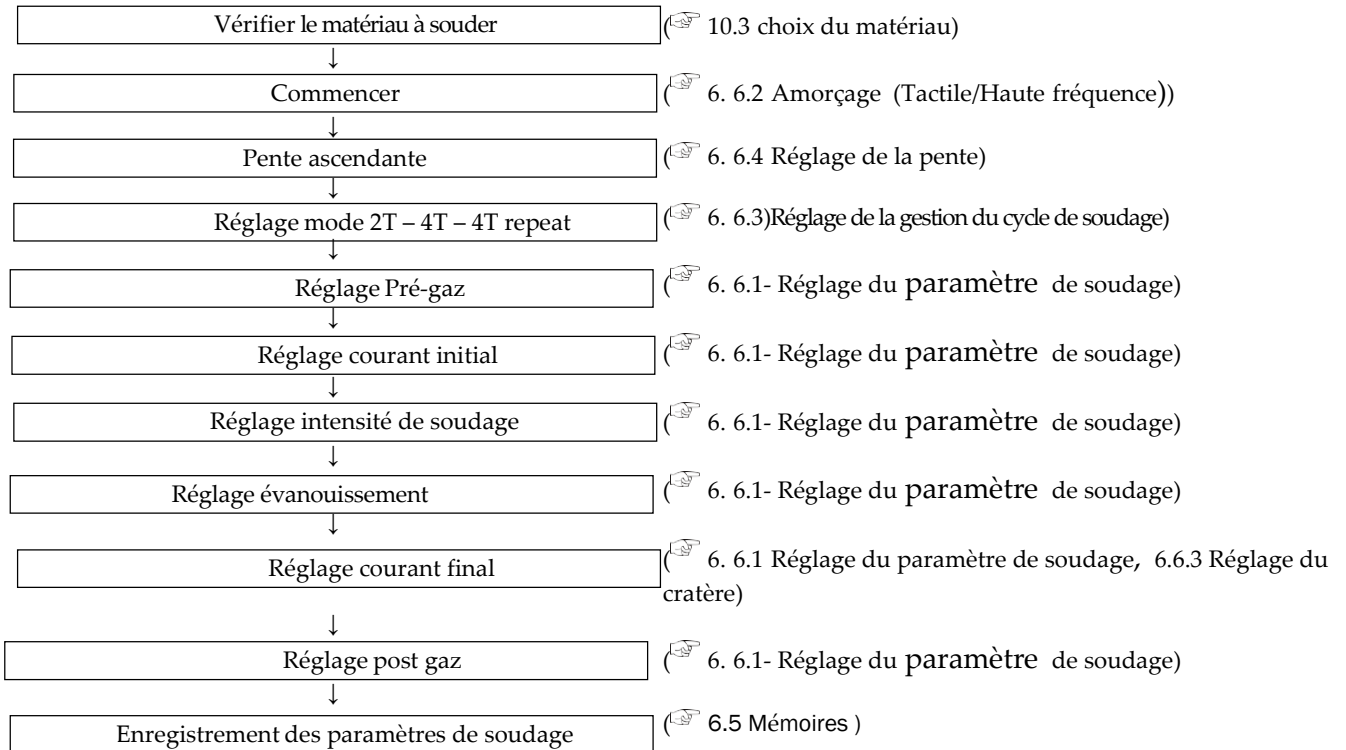 Vérifier le matériau à souder (☞ 10.3 choix du matériau)
↓
Commencer (☞ 6. 6.2 Amorçage (Tactile/Haute fréquence))
↓
Pente ascendante (☞ 6. 6.4 Réglage de la pente)
↓
Réglage mode 2T – 4T – 4T repeat (☞ 6. 6.3)Réglage de la gestion du cycle de soudage)
↓
Réglage Pré-gaz (☞ 6. 6.1- Réglage du paramètre de soudage)
↓
Réglage courant initial (☞ 6. 6.1- Réglage du paramètre de soudage)
↓
Réglage intensité de soudage (☞ 6. 6.1- Réglage du paramètre de soudage)
↓
Réglage évanouissement (☞ 6. 6.1- Réglage du paramètre de soudage)
↓
Réglage courant final (☞ 6. 6.1 Réglage du paramètre de soudage, 6.6.3 Réglage du
cratère)
↓
Réglage post gaz (☞ 6. 6.1- Réglage du paramètre de soudage)
↓
Enregistrement des paramètres de soudage (☞ 6.5 Mémoires )